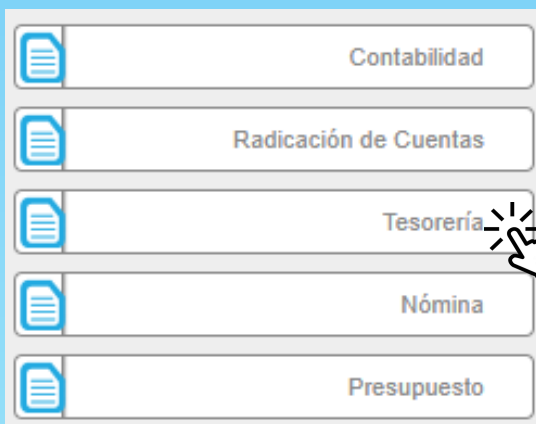 Contabilidad
Radicación de Cuentas
Tesorería
Nómina
Presupuesto